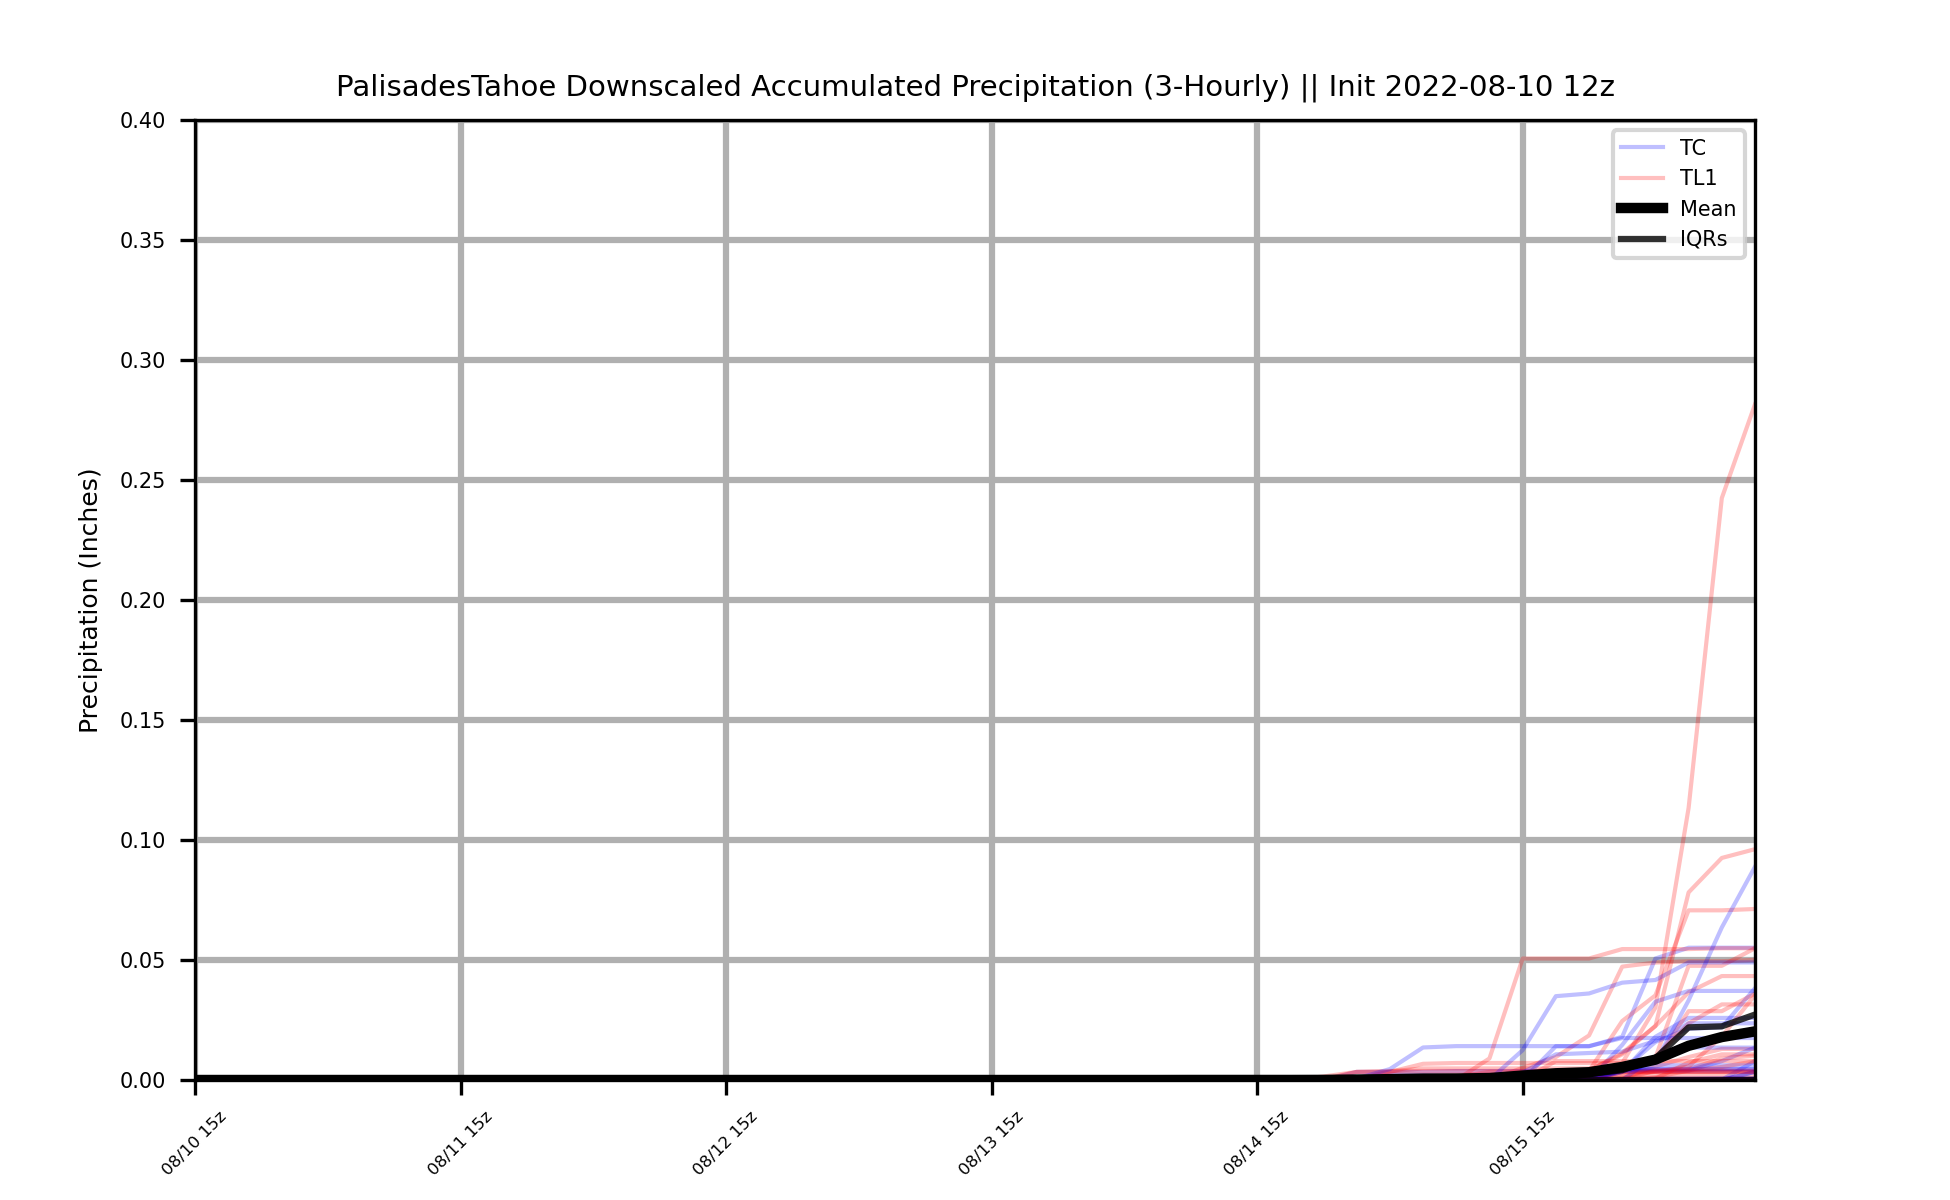 PalisadesTahoe Downscaled Accumulated Precipitation (3-Hourly) || Init 2022-08-10 12z
TC
TL1
Mean
IQRs
Precipitation (Inches)
0.40
0.35
0.30
0.25
0.20
0.15
0.10
0.05
0.00
08/10 15z
08/11 15z
08/12 15z
08/13 15z
08/14 15z
08/15 15z